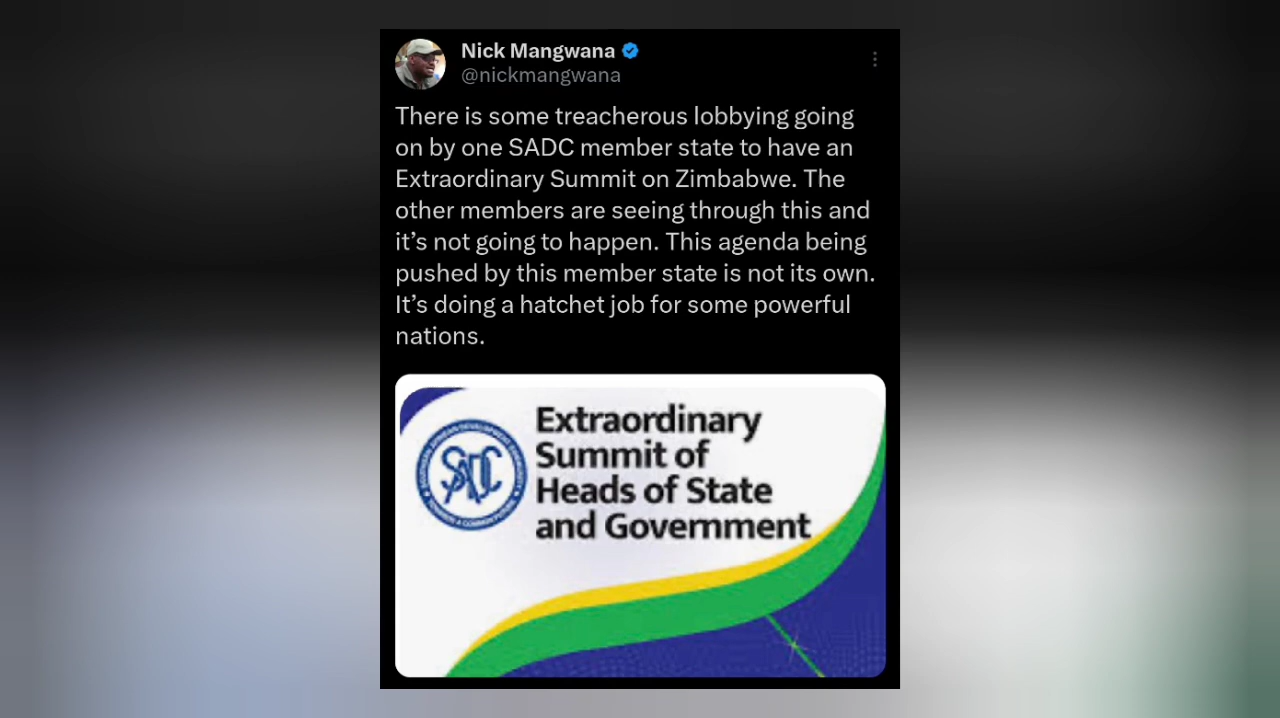 Nick Mangwana
@nickmangwana
There is some treacherous lobbying going
on by one SADC member state to have an
Extraordinary Summit on Zimbabwe. The
other members are seeing through this and
it’s not going to happen. This agenda being
pushed by this member state is not its own.
It’s doing a hatchet job for some powerful
nations.
SADC
Extraordinary
Summit of
Heads of State
and Government